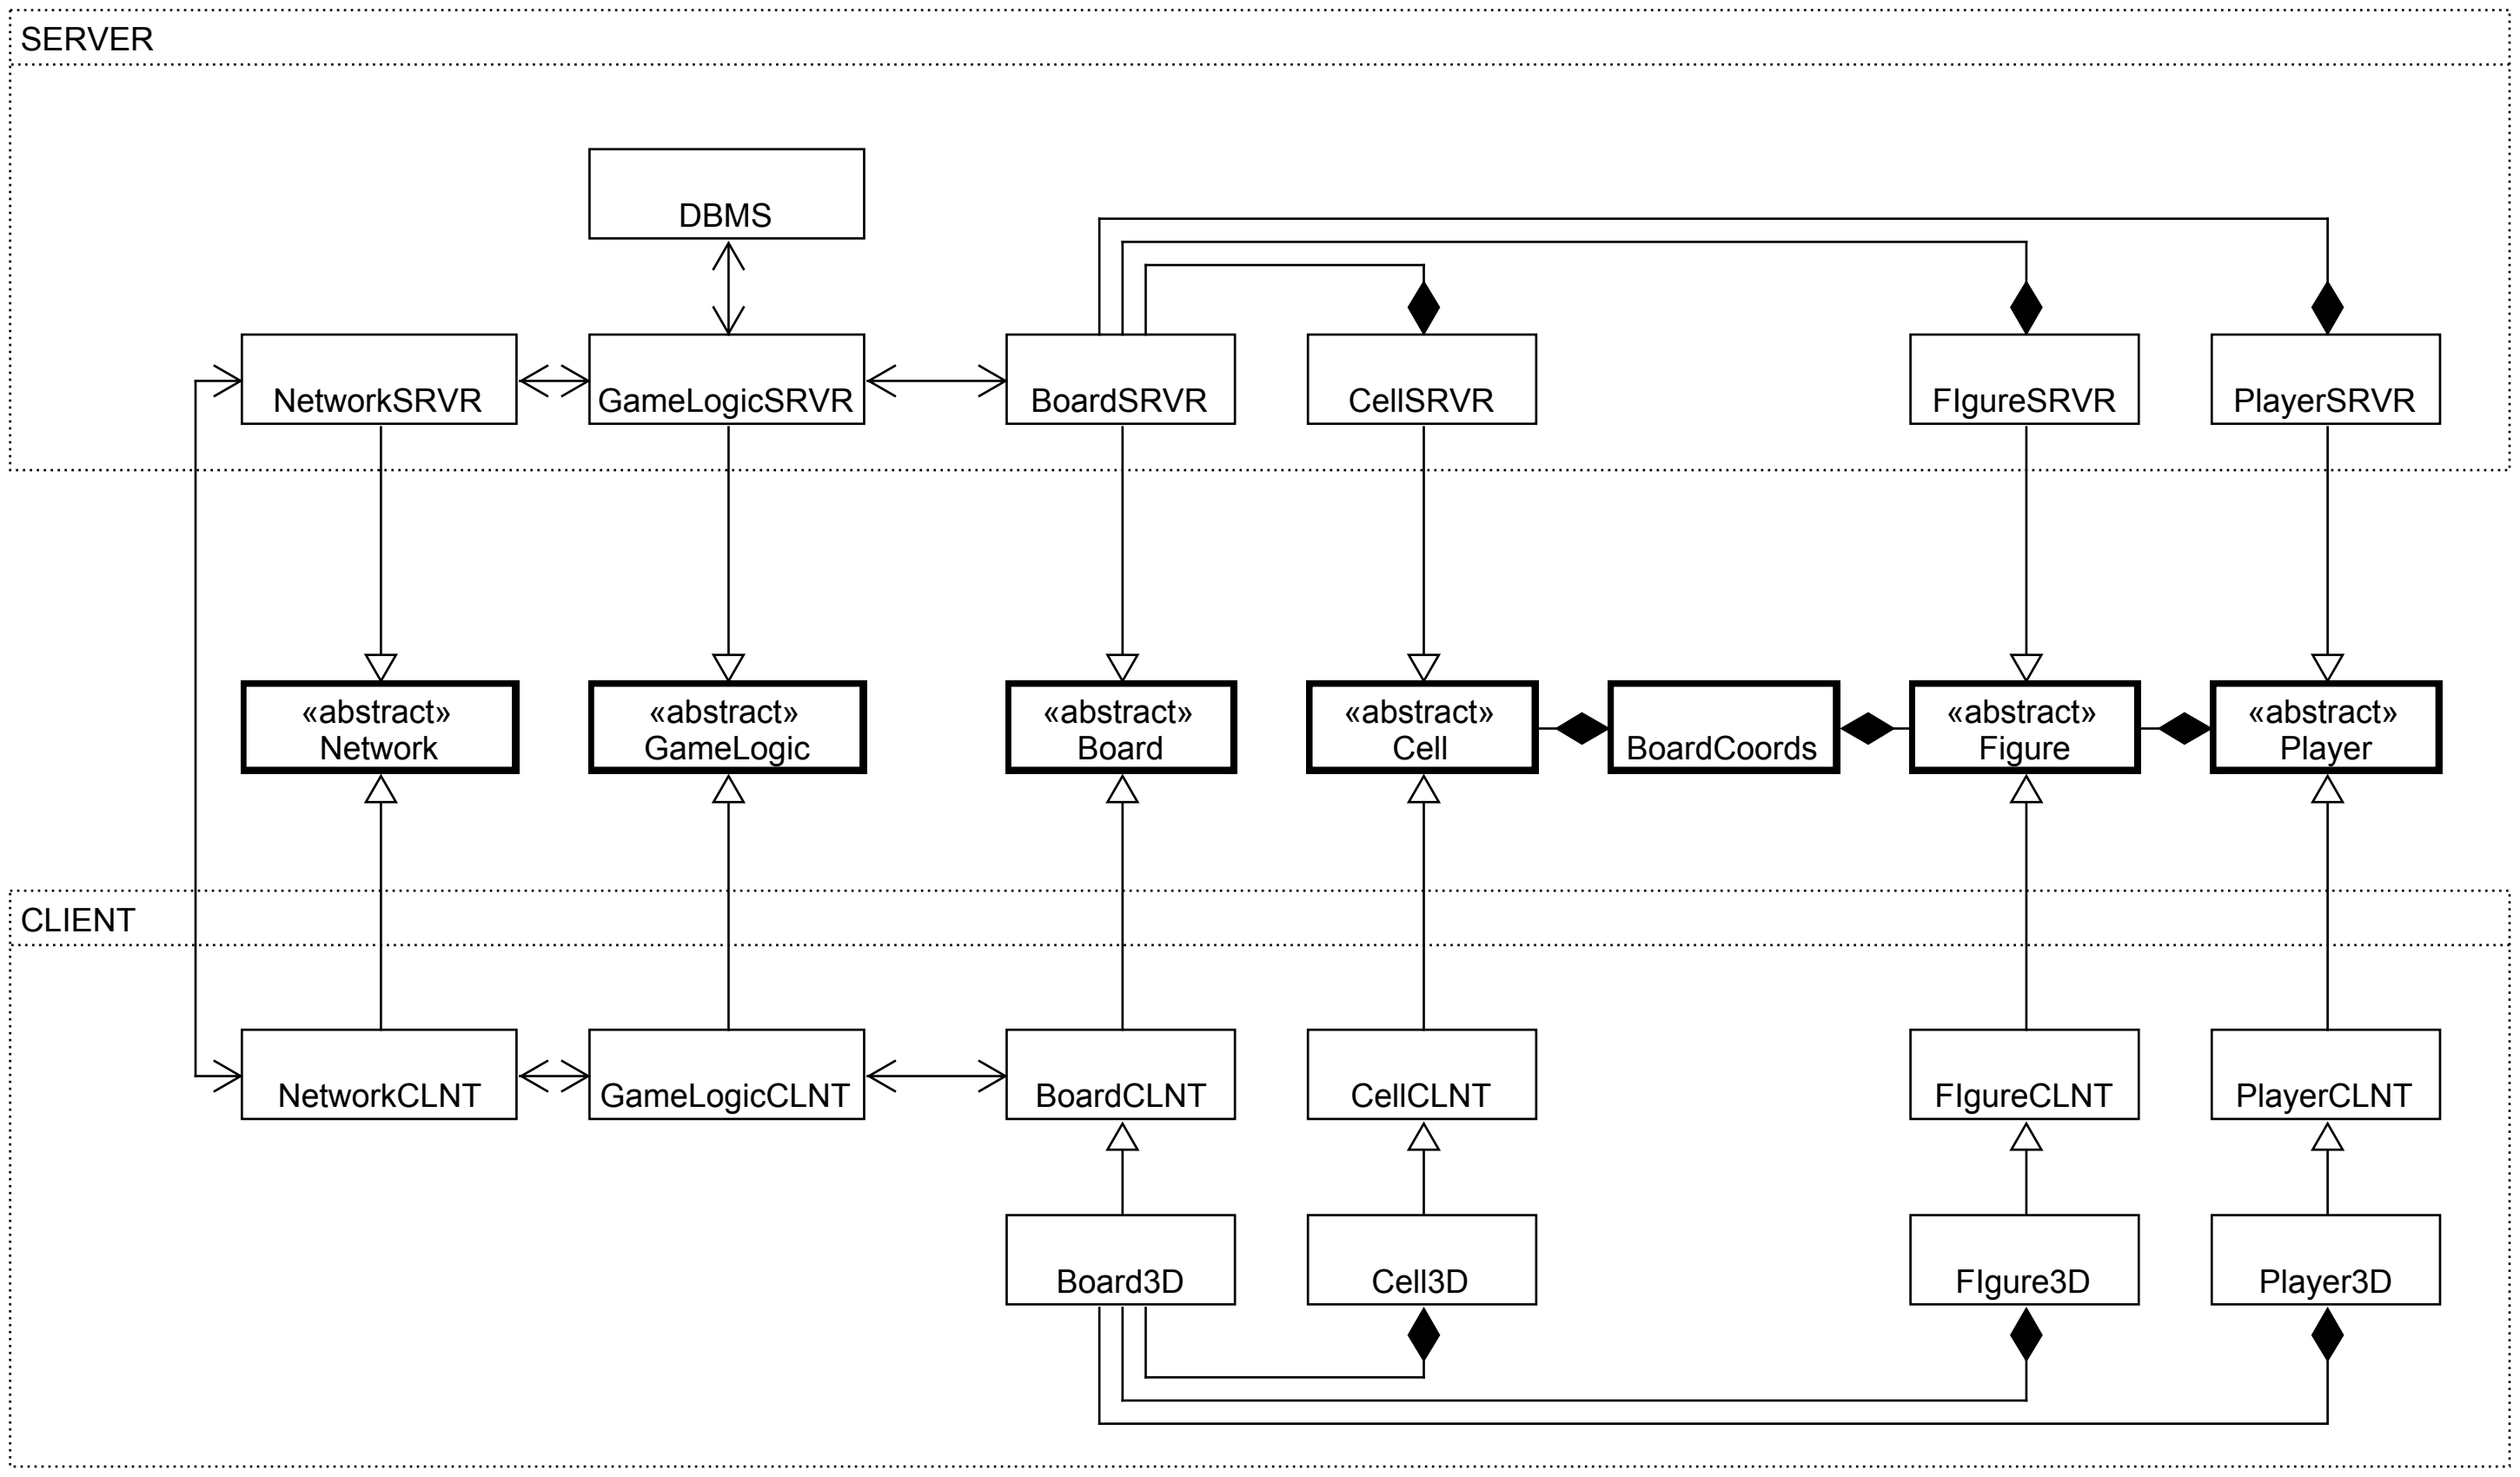 SERVER
DBMS
NetworkSRVR
GameLogicSRVR
BoardSRVR
CellSRVR
FIgureSRVR
PlayerSRVR
«abstract»
Network
«abstract»
GameLogic
«abstract»
Board
«abstract»
Cell
BoardCoords
«abstract»
Figure
«abstract»
Player
CLIENT
NetworkCLNT
GameLogicCLNT
BoardCLNT
CellCLNT
FIgureCLNT
PlayerCLNT
Board3D
Cell3D
FIgure3D
Player3D